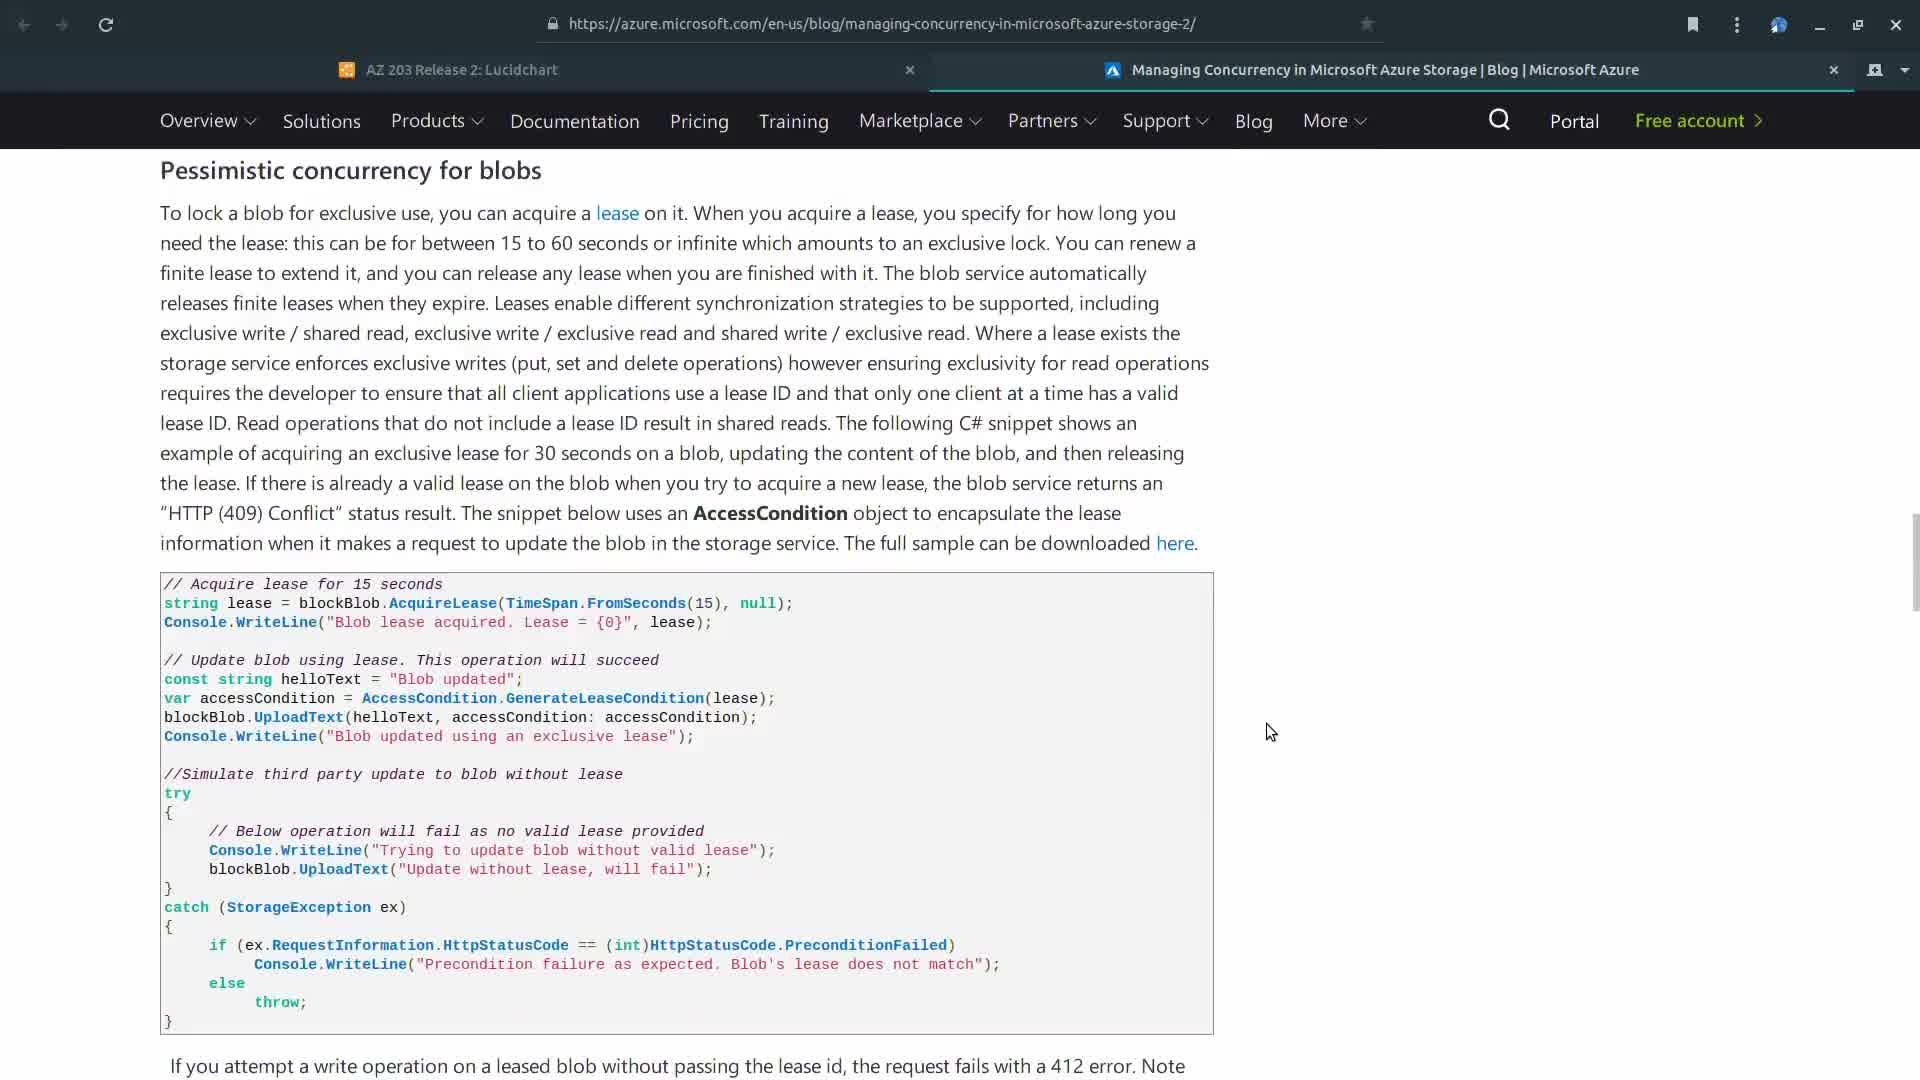 https://azure.microsoft.com/en-us/blog/managing-concurrency-in-microsoft-azure-storage-2/
AZ 203 Release 2: Lucidchart
Managing Concurrency in Microsoft Azure Storage | Blog | Microsoft Azure
Overview Solutions Products Documentation Pricing Training Marketplace Partners Support Blog More Portal Free account
Pessimistic concurrency for blobs
To lock a blob for exclusive use, you can acquire a lease on it. When you acquire a lease, you specify for how long you
need the lease: this can be for between 15 to 60 seconds or infinite which amounts to an exclusive lock. You can renew a
finite lease to extend it, and you can release any lease when you are finished with it. The blob service automatically
releases finite leases when they expire. Leases enable different synchronization strategies to be supported, including
exclusive write / shared read, exclusive write / exclusive read and shared write / exclusive read. Where a lease exists the
storage service enforces exclusive writes (put, set and delete operations) however ensuring exclusivity for read operations
requires the developer to ensure that all client applications use a lease ID and that only one client at a time has a valid
lease ID. Read operations that do not include a lease ID result in shared reads. The following C# snippet shows an
example of acquiring an exclusive lease for 30 seconds on a blob, updating the content of the blob, and then releasing
the lease. If there is already a valid lease on the blob when you try to acquire a new lease, the blob service returns an
“HTTP (409) Conflict” status result. The snippet below uses an AccessCondition object to encapsulate the lease
information when it makes a request to update the blob in the storage service. The full sample can be downloaded here.
// Acquire lease for 15 seconds
string lease = blockBlob.AcquireLease(TimeSpan.FromSeconds(15), null);
Console.WriteLine("Blob lease acquired. Lease = {0}", lease);
// Update blob using lease. This operation will succeed
const string helloText = "Blob updated";
var accessCondition = AccessCondition.GenerateLeaseCondition(lease);
blockBlob.UploadText(helloText, accessCondition: accessCondition);
Console.WriteLine("Blob updated using an exclusive lease");
//Simulate third party update to blob without lease
try
{
// Below operation will fail as no valid lease provided
Console.WriteLine("Trying to update blob without valid lease");
blockBlob.UploadText("Update without lease, will fail");
}
catch (StorageException ex)
{
if (ex.RequestInformation.HttpStatusCode == (int)HttpStatusCode.PreconditionFailed)
Console.WriteLine("Precondition failure as expected. Blob's lease does not match");
else
throw;
}
If you attempt a write operation on a leased blob without passing the lease id, the request fails with a 412 error. Note